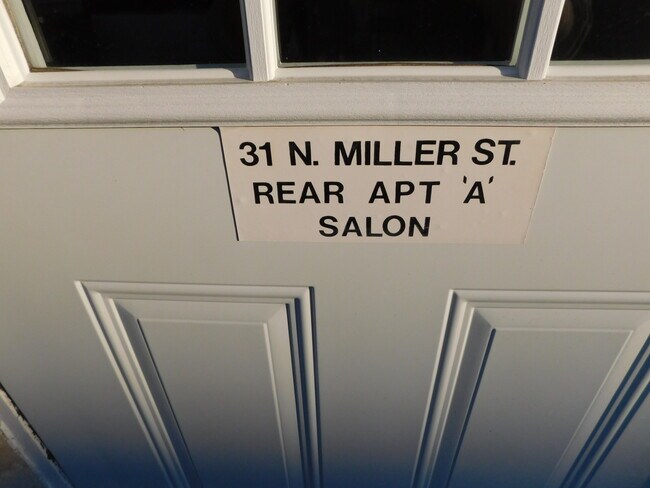 31 N. MILLER ST.
REAR APT 'A'
SALON